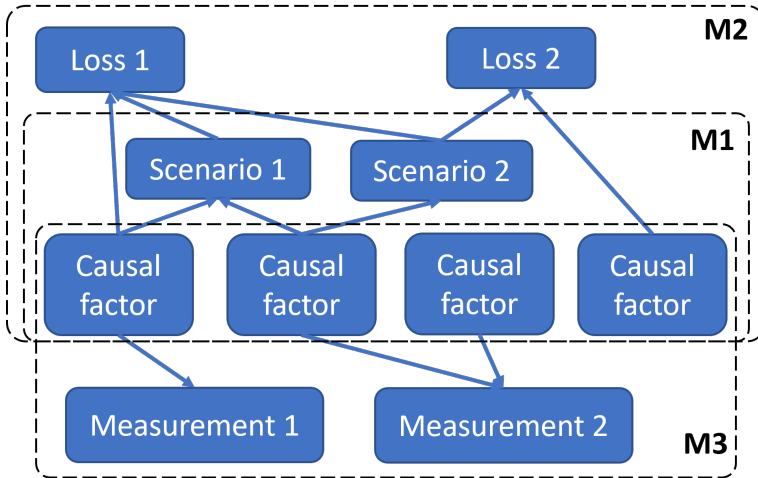 M2
Loss 1
Loss 2
M1
Scenario 1
Scenario 2
Causal
factor
Causal
factor
Causal
factor
Causal
factor
Measurement 1
Measurement 2
M3